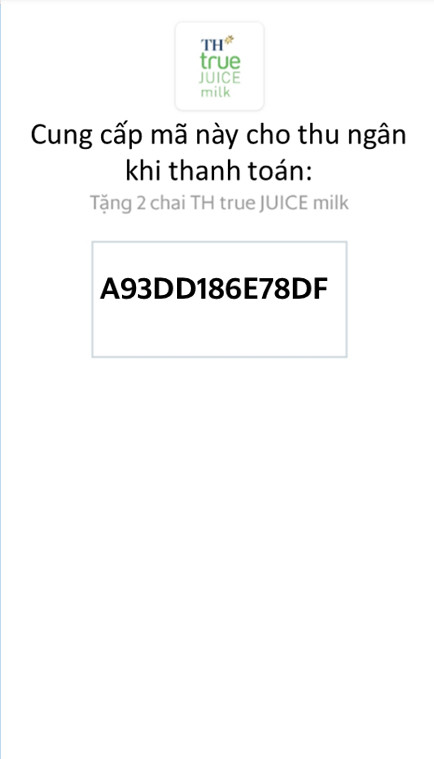 TH
true
JUICE
milk
Cung cấp mã này cho thu ngân
khi thanh toán:
Tặng 2 chai TH true JUICE milk
A93DD186E78DF